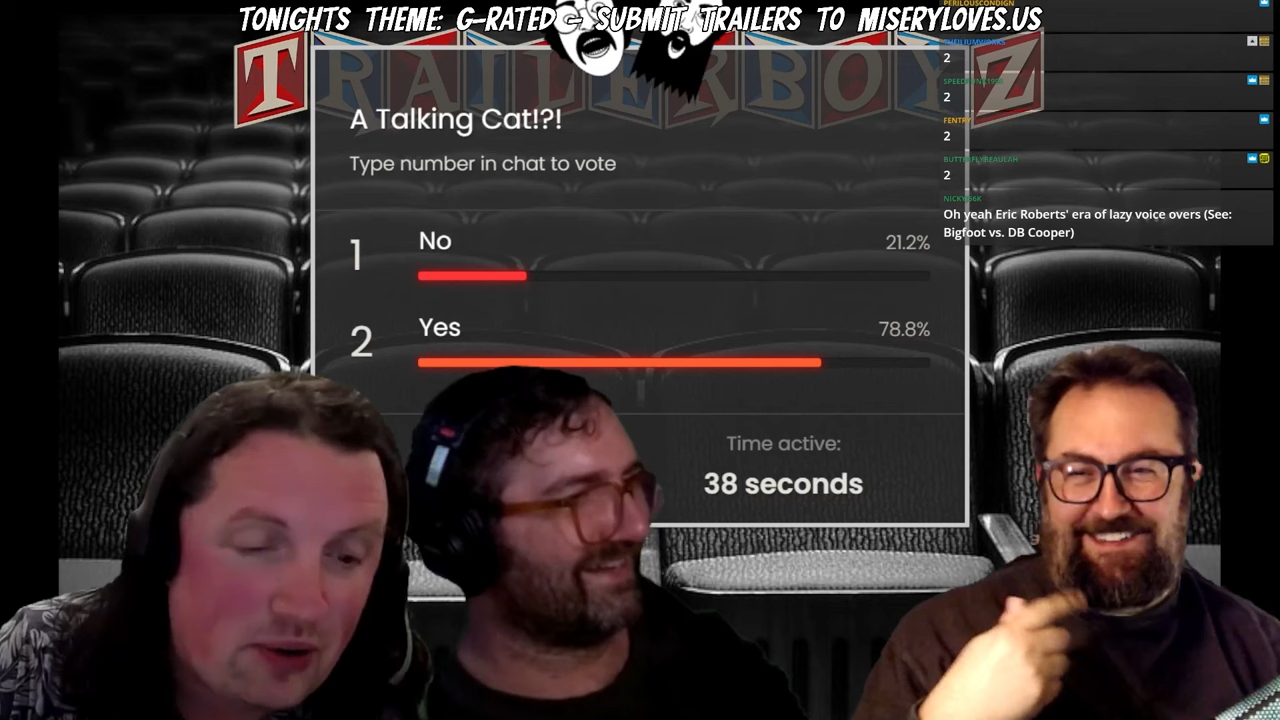 TONIGHTS THEME: G-RATED - SUBMIT TRAILERS TO MISERYLOVES.US
TRAILERBOYZ
A Talking Cat!?!
Type number in chat to vote
1 No 21.2%
2 Yes 78.8%
Time active:
38 seconds
PERILOUSCONDIGN
2
2
FENTRY
2
BUTTERFLYBEAULAH
2
Oh yeah Eric Roberts' era of lazy voice overs (See:
Bigfoot vs. DB Cooper)